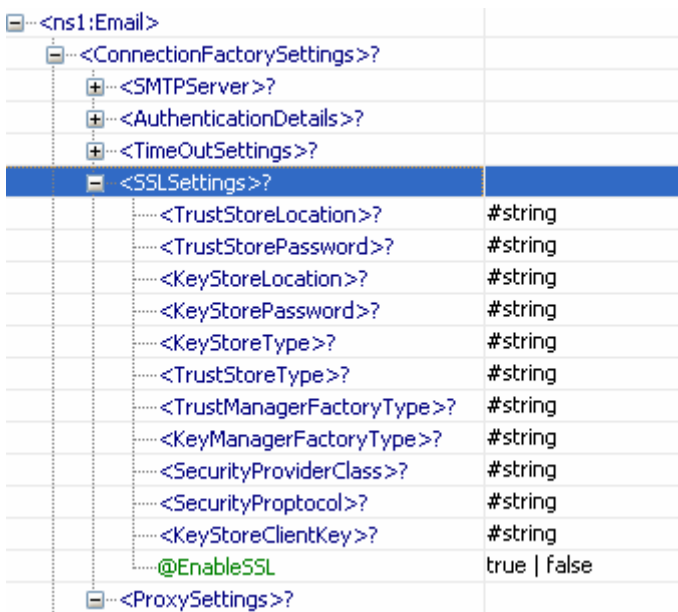 <ns1:Email>
<ConnectionFactorySettings>?
<SMTPServer>?
<AuthenticationDetails>?
<TimeOutSettings>?
<SSLSettings>?
<TrustStoreLocation>? #string
<TrustStorePassword>? #string
<KeyStoreLocation>? #string
<KeyStorePassword>? #string
<KeyStoreType>? #string
<TrustStoreType>? #string
<TrustManagerFactoryType>? #string
<KeyManagerFactoryType>? #string
<SecurityProviderClass>? #string
<SecurityProptocol>? #string
<KeyStoreClientKey>? #string
@EnableSSL true | false
<ProxySettings>?